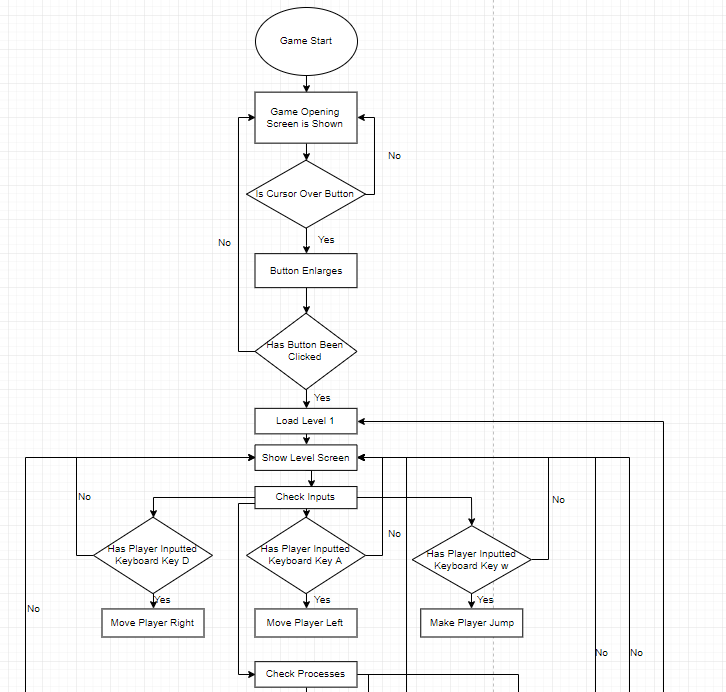 Game Start
Game Opening
Screen is Shown
No
Is Cursor Over Button
Yes
No
Button Enlarges
Has Button Been
Clicked
Yes
Load Level 1
Show Level Screen
Check Inputs
No
No
No
Has Player Inputted
Keyboard Key D
Has Player Inputted
Keyboard Key A
Has Player Inputted
Keyboard Key w
Yes
Yes
Yes
No
Move Player Right
Move Player Left
Make Player Jump
No
No
Check Processes